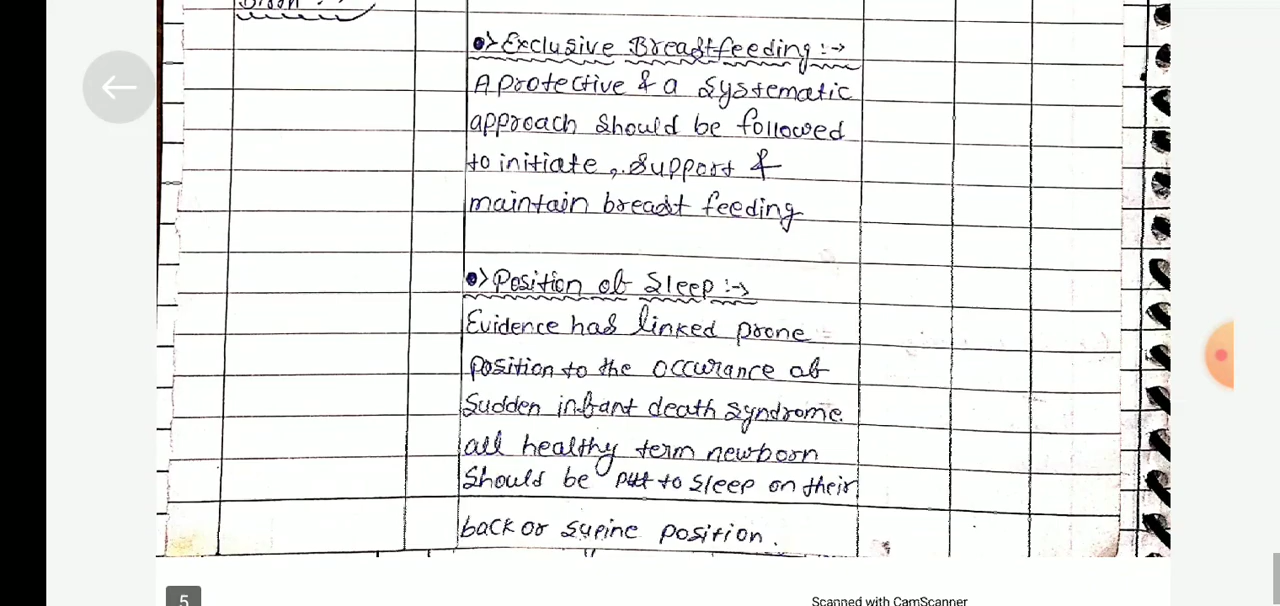 •> Exclusive Breastfeeding :->
A protective & a systematic
approach should be followed
to initiate, support &
maintain breast feeding
•> Position of Sleep :->
Evidence has linked prone
position to the occurance of
Sudden infant death syndrome
all healthy term newborn
should be put to sleep on their
back or supine position.
5
Scanned with CamScanner